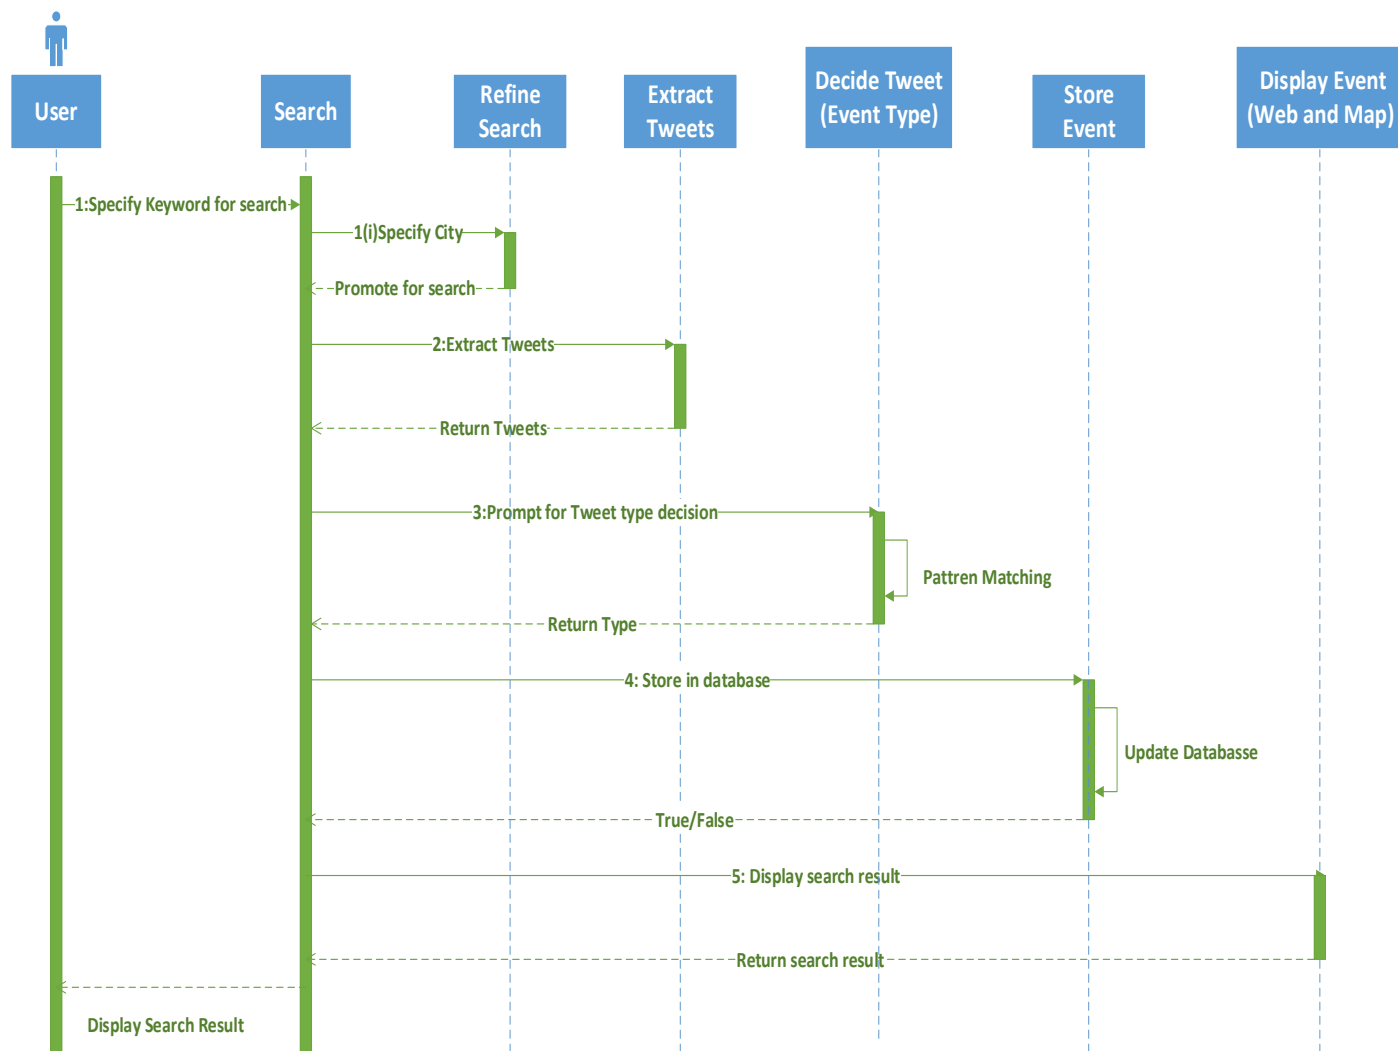 User
Search
Refine
Search
Extract
Tweets
Decide Tweet
(Event Type)
Store
Event
Display Event
(Web and Map)
1:Specify Keyword for search
1(i)Specify City
Promote for search
2:Extract Tweets
Return Tweets
3:Prompt for Tweet type decision
Pattren Matching
Return Type
4: Store in database
Update Databasse
True/False
5: Display search result
Return search result
Display Search Result